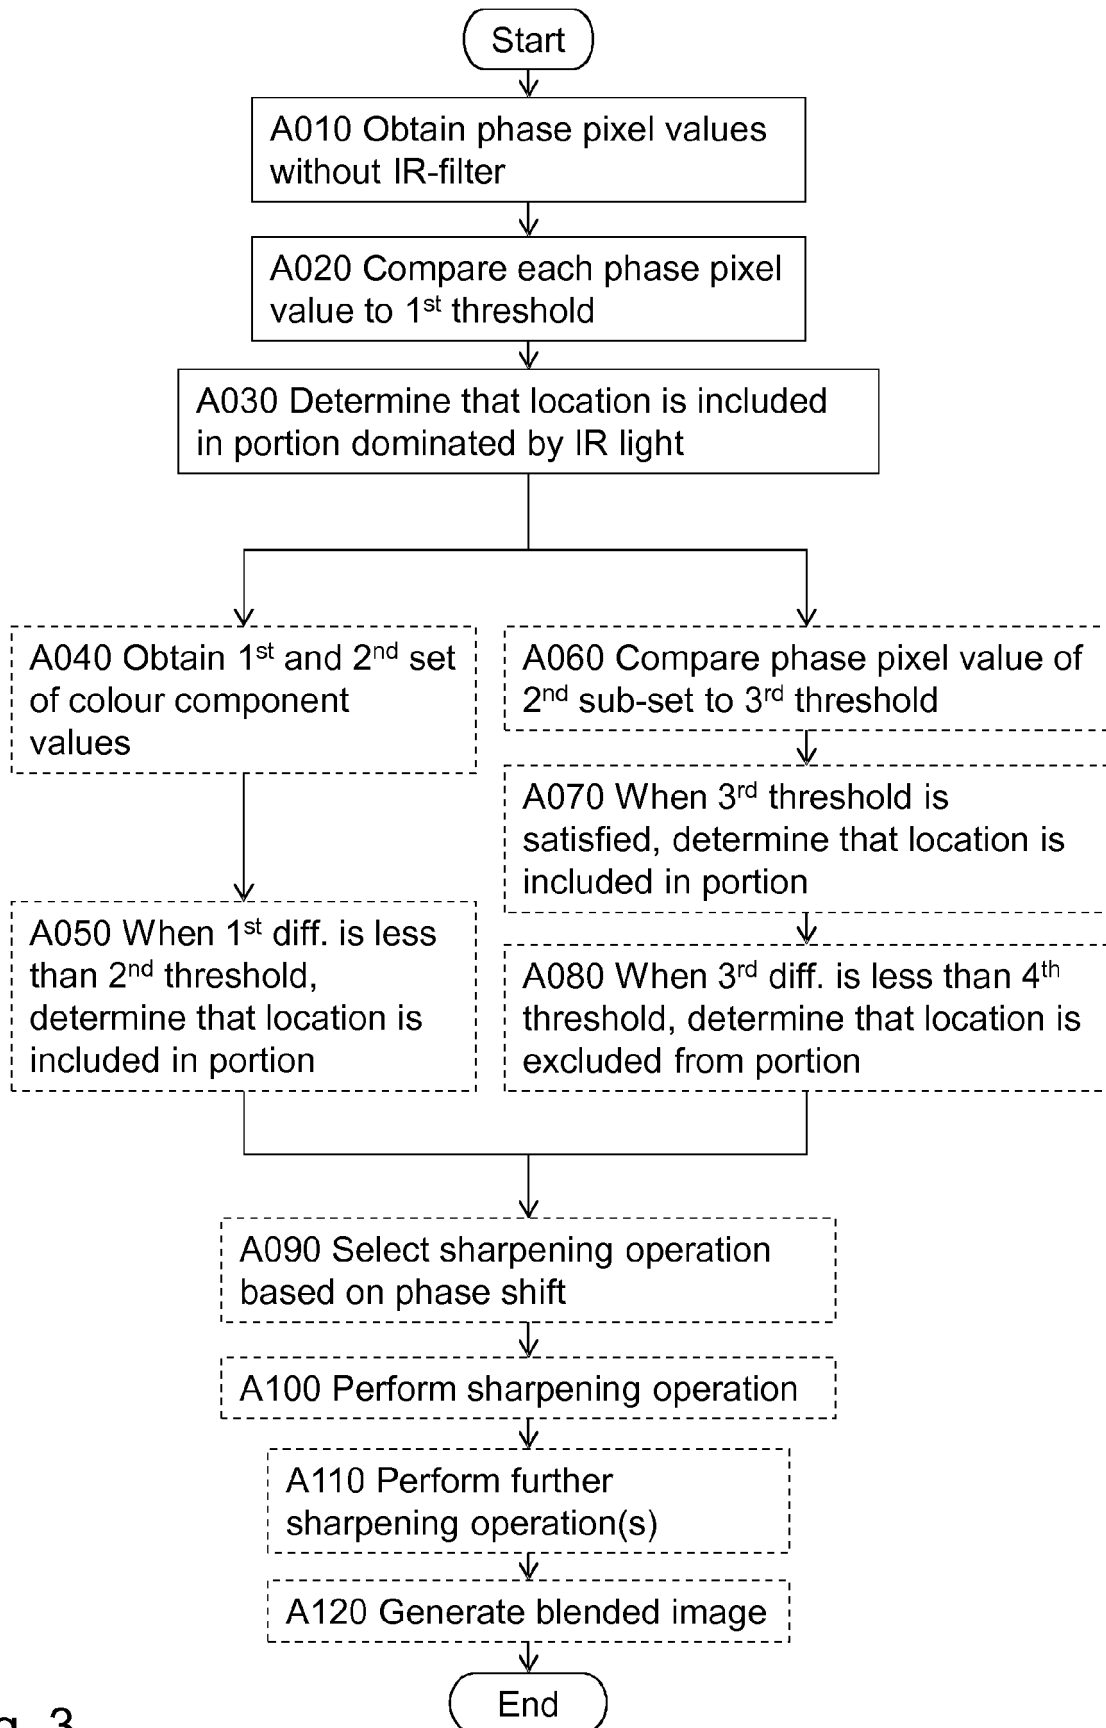 Start
A010 Obtain phase pixel values
without IR-filter
A020 Compare each phase pixel
value to 1st threshold
A030 Determine that location is included
in portion dominated by IR light
A040 Obtain 1st and 2nd set
of colour component
values
A050 When 1st diff. is less
than 2nd threshold,
determine that location is
included in portion
A060 Compare phase pixel value of
2nd sub-set to 3rd threshold
A070 When 3rd threshold is
satisfied, determine that location is
included in portion
A080 When 3rd diff. is less than 4th
threshold, determine that location is
excluded from portion
A090 Select sharpening operation
based on phase shift
A100 Perform sharpening operation
A110 Perform further
sharpening operation(s)
A120 Generate blended image
End